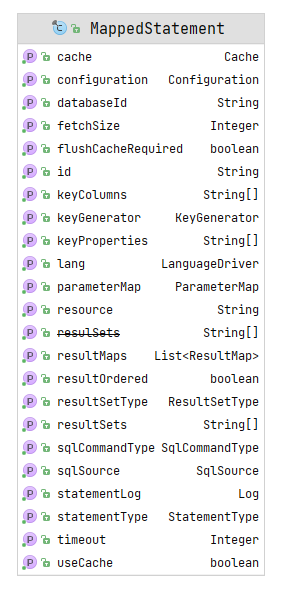 MappedStatement
cache Cache
configuration Configuration
databaseId String
fetchSize Integer
flushCacheRequired boolean
id String
keyColumns String[]
keyGenerator KeyGenerator
keyProperties String[]
lang LanguageDriver
parameterMap ParameterMap
resource String
resulSets String[]
resultMaps List<ResultMap>
resultOrdered boolean
resultSetType ResultSetType
resultSets String[]
sqlCommandType SqlCommandType
sqlSource SqlSource
statementLog Log
statementType StatementType
timeout Integer
useCache boolean